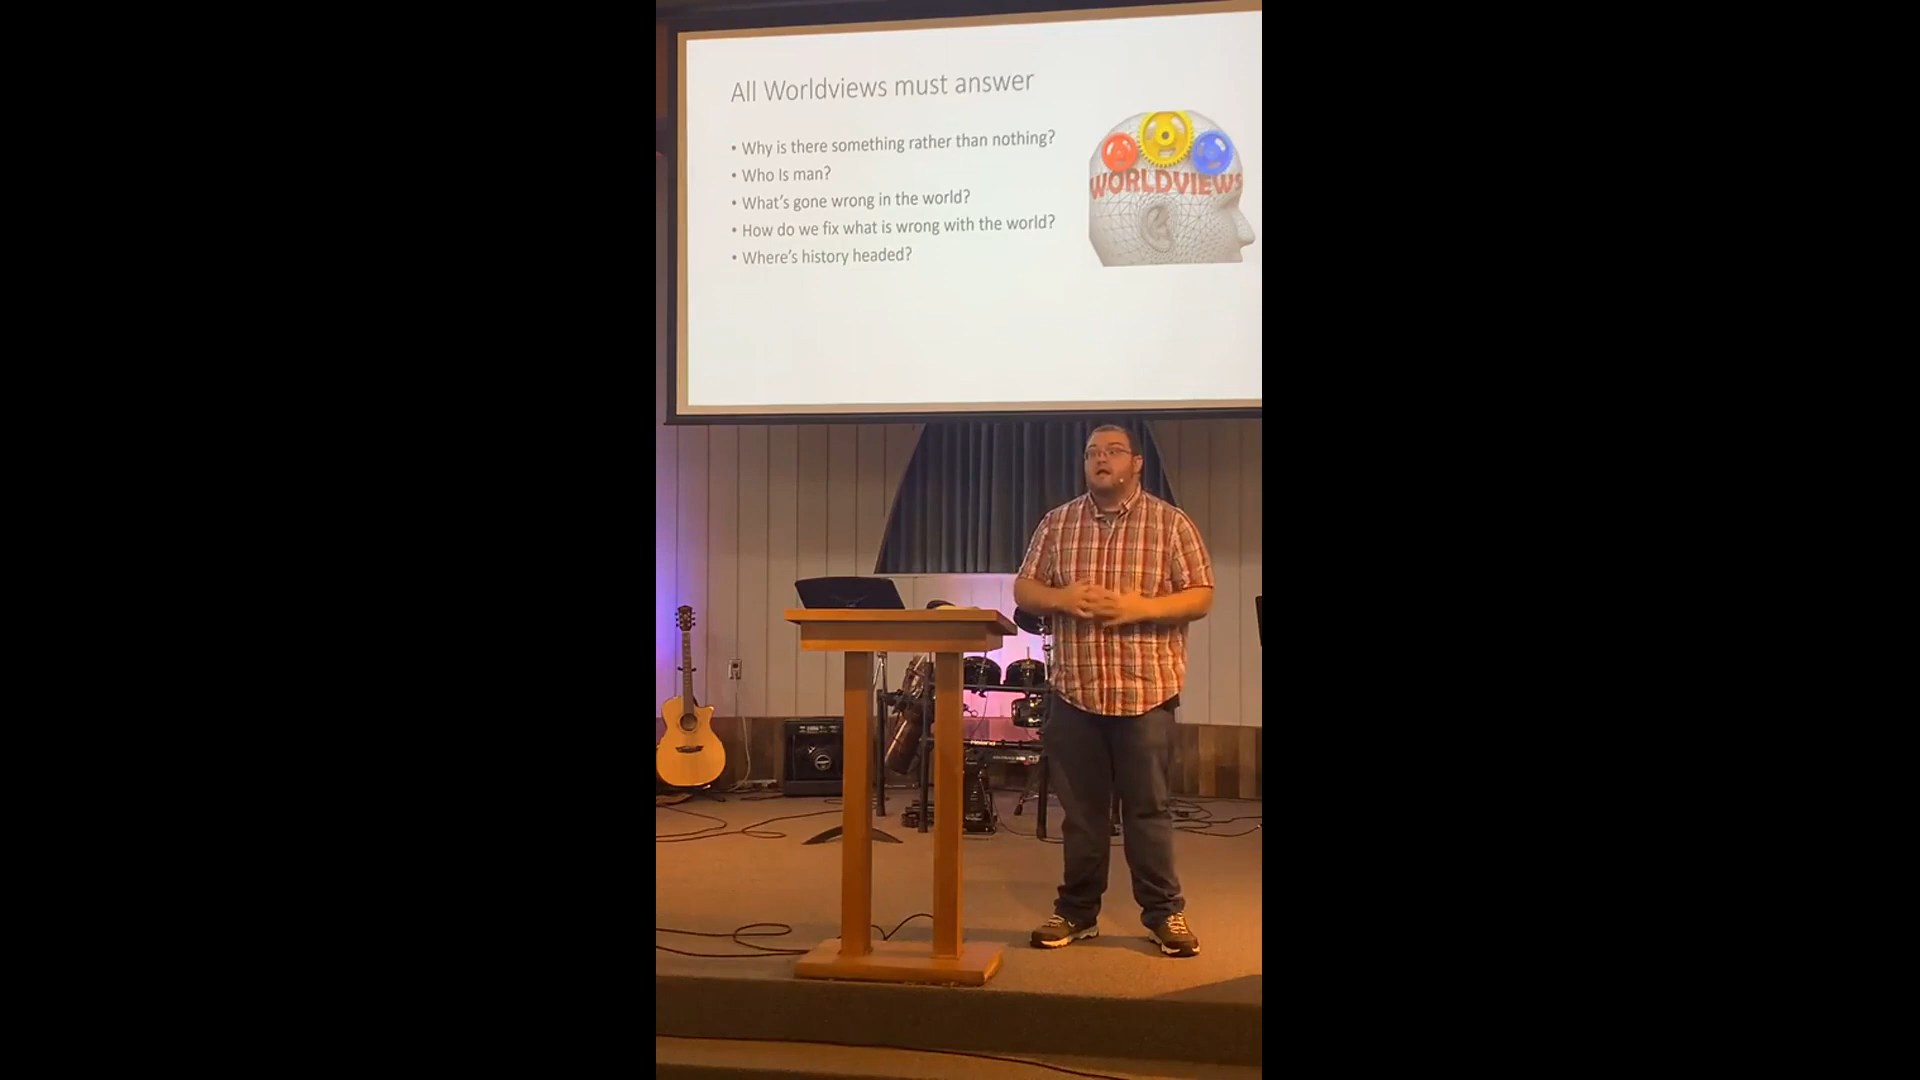 All Worldviews must answer
• Why is there something rather than nothing?
• Who Is man?
• What's gone wrong in the world?
• How do we fix what is wrong with the world?
• Where's history headed?
WORLDVIEWS